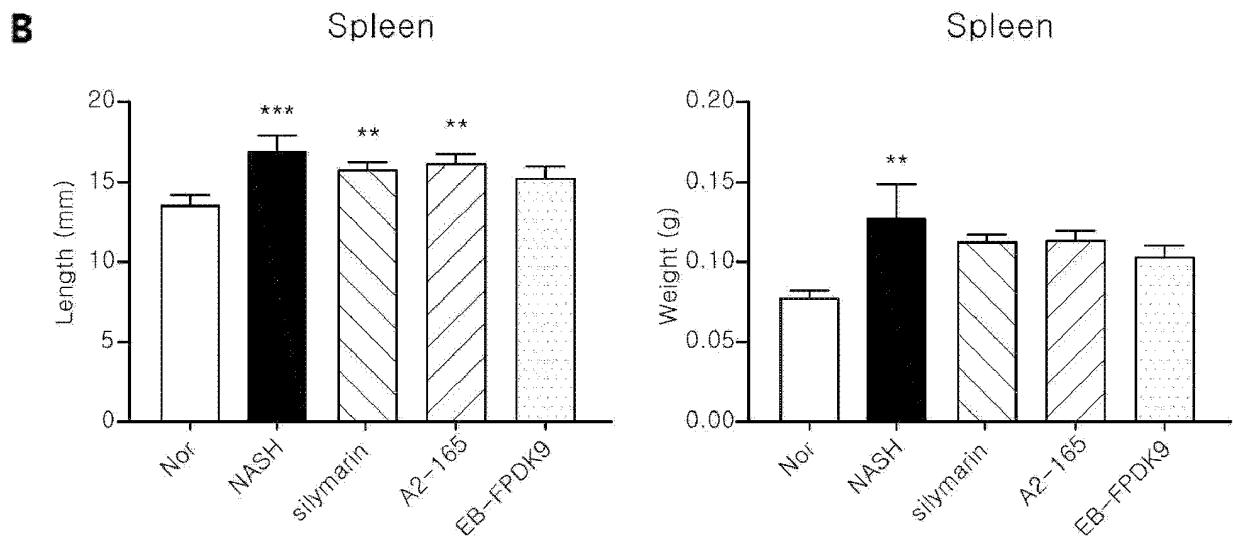 B
Spleen
Length (mm)
20
15
10
5
0
***
**
**
Nor
NASH
silymarin
A2-165
EB-FPDK9
Spleen
Weight (g)
0.20
0.15
0.10
0.05
0.00
**
Nor
NASH
silymarin
A2-165
EB-FPDK9